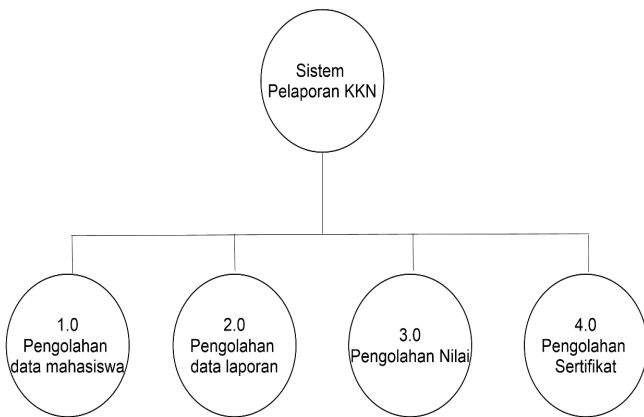 Sistem
Pelaporan KKN
1.0
Pengolahan
data mahasiswa
2.0
Pengolahan
data laporan
3.0
Pengolahan Nilai
4.0
Pengolahan
Sertifikat